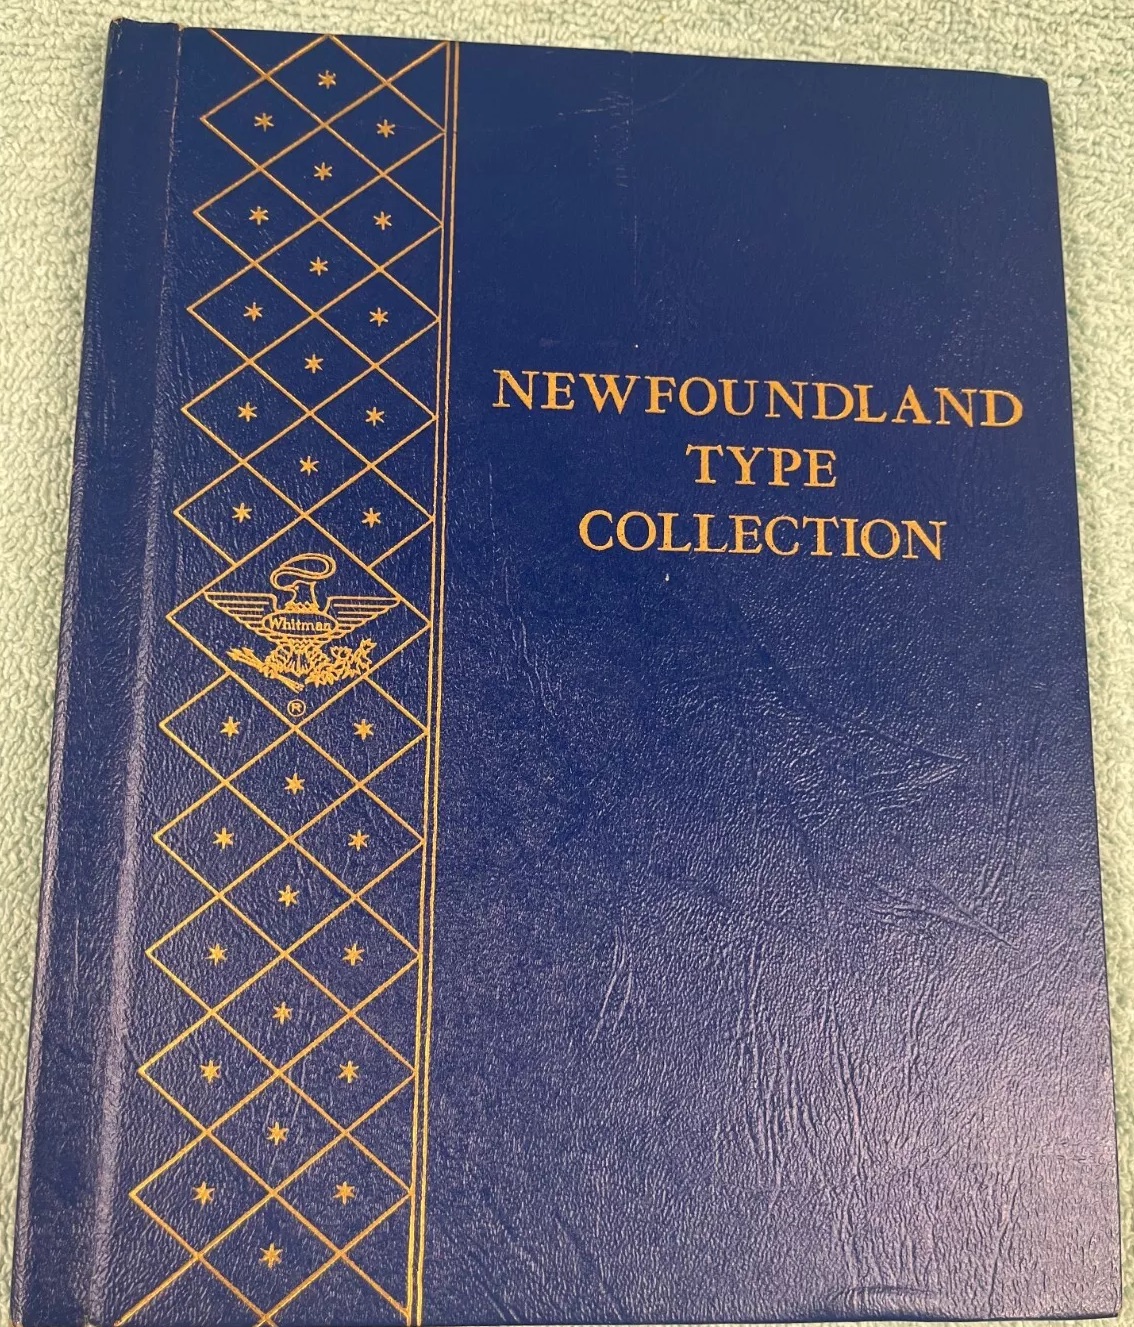 NEWFOUNDLAND
TYPE
COLLECTION
Whitman
®